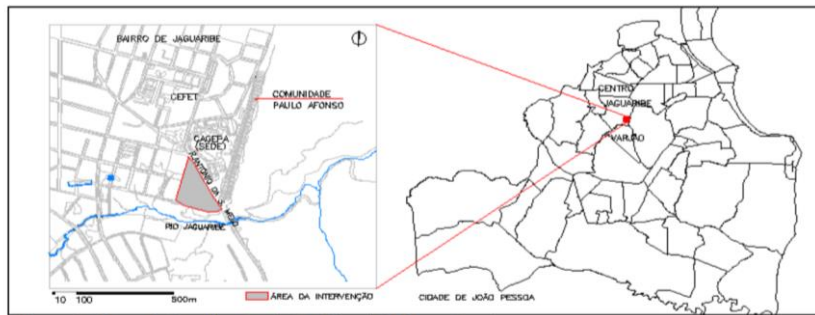 BAIRRO DE JAGUARIBE
CEFET
COMUNIDADE
PAULO AFONSO
CAGEPA
(SEDE)
RIO JAGUARIBE
10 100 500m
ÁREA DA INTERVENÇÃO
CENTRO
JAGUARIBE
VARJÃO
CIDADE DE JOÃO PESSOA